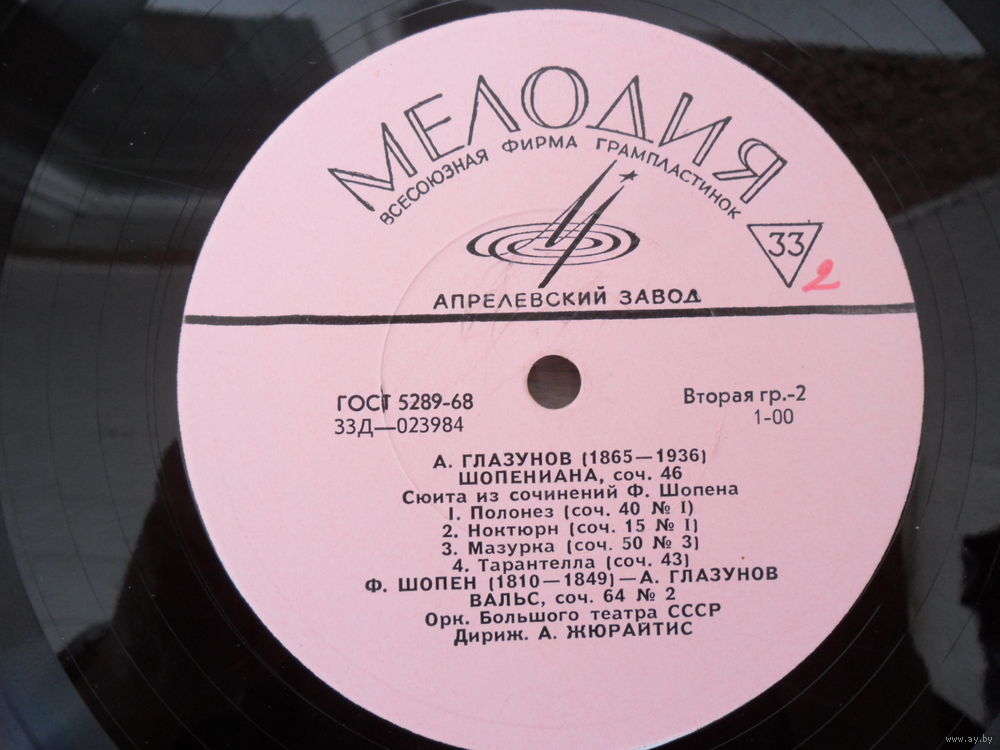 МЕЛОДИЯ
ВСЕСОЮЗНАЯ ФИРМА ГРАМПЛАСТИНОК
33
2
АПРЕЛЕВСКИЙ ЗАВОД
ГОСТ 5289-68
Вторая гр.-2
33Д—023984
1-00
А. ГЛАЗУНОВ (1865—1936)
ШОПЕНИАНА, соч. 46
Сюита из сочинений Ф. Шопена
1. Полонез (соч. 40 № 1)
2. Ноктюрн (соч. 15 № 1)
3. Мазурка (соч. 50 № 3)
4. Тарантелла (соч. 43)
Ф. ШОПЕН (1810—1849)—А. ГЛАЗУНОВ
ВАЛЬС, соч. 64 № 2
Орк. Большого театра СССР
Дириж. А. ЖЮРАЙТИС
www.ay.by